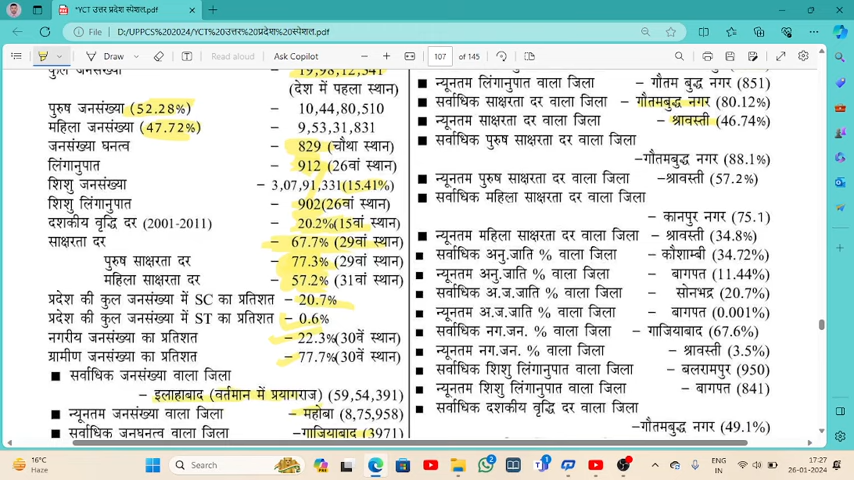 *YCT उत्तर प्रदेश स्पेशल.pdf
File
D:/UPPCS%202024/YCT%20उत्तर%20प्रदेश%20स्पेशल.pdf
Draw
Read aloud
Ask Copilot
107 of 145
कुल जनसंख्या - 19,98,12,341
(देश में पहला स्थान)
पुरुष जनसंख्या (52.28%) - 10,44,80,510
महिला जनसंख्या (47.72%) - 9,53,31,831
जनसंख्या घनत्व - 829 (चौथा स्थान)
लिंगानुपात - 912 (26वां स्थान)
शिशु जनसंख्या - 3,07,91,331(15.41%)
शिशु लिंगानुपात - 902(26वां स्थान)
दशकीय वृद्धि दर (2001-2011) - 20.2%(15वां स्थान)
साक्षरता दर - 67.7% (29वां स्थान)
पुरुष साक्षरता दर - 77.3% (29वां स्थान)
महिला साक्षरता दर - 57.2% (31वां स्थान)
प्रदेश की कुल जनसंख्या में SC का प्रतिशत - 20.7%
प्रदेश की कुल जनसंख्या में ST का प्रतिशत - 0.6%
नगरीय जनसंख्या का प्रतिशत - 22.3%(30वें स्थान)
ग्रामीण जनसंख्या का प्रतिशत - 77.7%(30वें स्थान)
■ सर्वाधिक जनसंख्या वाला जिला
- इलाहाबाद (वर्तमान में प्रयागराज) (59,54,391)
■ न्यूनतम जनसंख्या वाला जिला - महोबा (8,75,958)
■ सर्वाधिक जनघनत्व वाला जिला -गाजियाबाद (3971)
■ न्यूनतम लिंगानुपात वाला जिला - गौतम बुद्ध नगर (851)
■ सर्वाधिक साक्षरता दर वाला जिला - गौतमबुद्ध नगर (80.12%)
■ न्यूनतम साक्षरता दर वाला जिला - श्रावस्ती (46.74%)
■ सर्वाधिक पुरुष साक्षरता दर वाला जिला
-गौतमबुद्ध नगर (88.1%)
■ न्यूनतम पुरुष साक्षरता दर वाला जिला -श्रावस्ती (57.2%)
■ सर्वाधिक महिला साक्षरता दर वाला जिला
- कानपुर नगर (75.1)
■ न्यूनतम महिला साक्षरता दर वाला जिला - श्रावस्ती (34.8%)
■ सर्वाधिक अनु.जाति % वाला जिला - कौशाम्बी (34.72%)
■ न्यूनतम अनु.जाति % वाला जिला - बागपत (11.44%)
■ सर्वाधिक अ.ज.जाति % वाला जिला - सोनभद्र (20.7%)
■ न्यूनतम अ.ज.जाति % वाला जिला - बागपत (0.001%)
■ सर्वाधिक नग.जन. % वाला जिला - गाजियाबाद (67.6%)
■ न्यूनतम नग.जन. % वाला जिला - श्रावस्ती (3.5%)
■ सर्वाधिक शिशु लिंगानुपात वाला जिला - बलरामपुर (950)
■ न्यूनतम शिशु लिंगानुपात वाला जिला - बागपत (841)
■ सर्वाधिक दशकीय वृद्धि दर वाला जिला
-गौतमबुद्ध नगर (49.1%)
16°C
Haze
Search
2
1
ENG
IN
17:27
26-01-2024